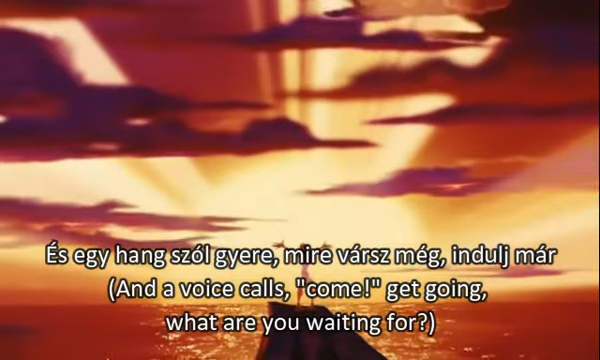 És egy hang szól gyere, mire vársz még, indulj már
(And a voice calls, "come!" get going,
what are you waiting for?)